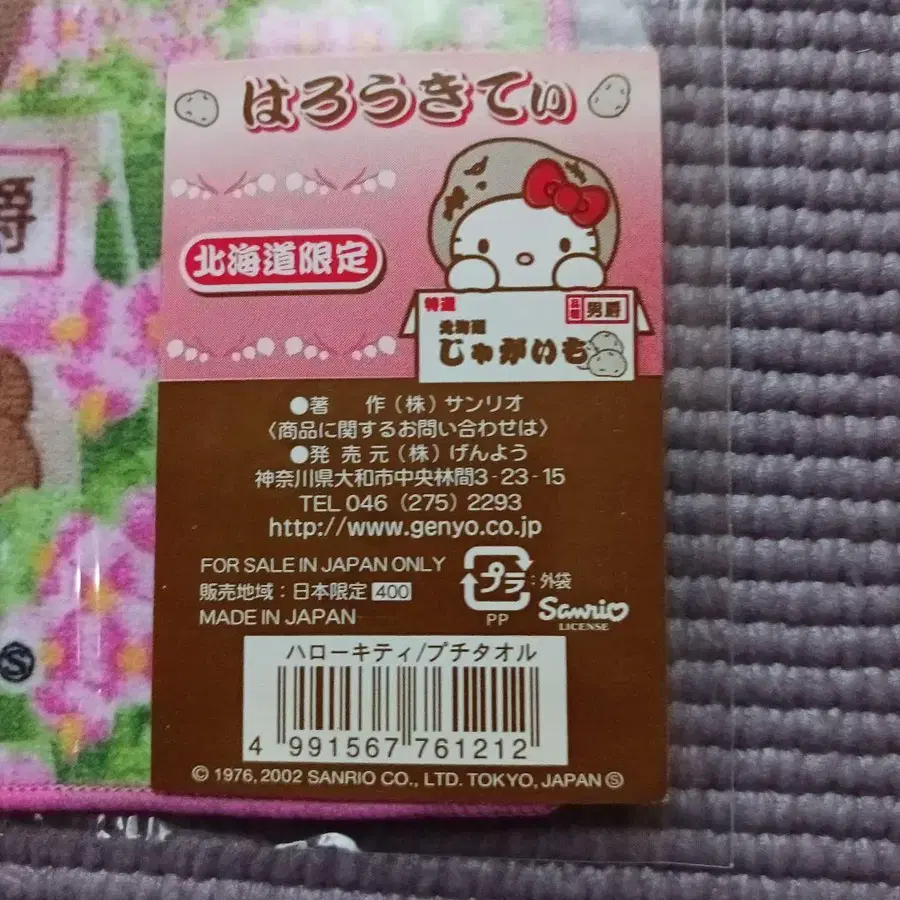 はろうきてぃ
北海道限定
特選
男爵
北海道
じゃがいも
●著 作(株)サンリオ
〈商品に関するお問い合わせは〉
●発売元(株)げんよう
神奈川県大和市中央林間3-23-15
TEL 046 (275) 2293
http://www.genyo.co.jp
FOR SALE IN JAPAN ONLY
販売地域:日本限定 400
MADE IN JAPAN
プラ :外袋
PP
Sanrio
LICENSE
ハローキティ/プチタオル
4 991567 761212
© 1976, 2002 SANRIO CO., LTD. TOKYO, JAPAN Ⓢ
爵
Ⓢ